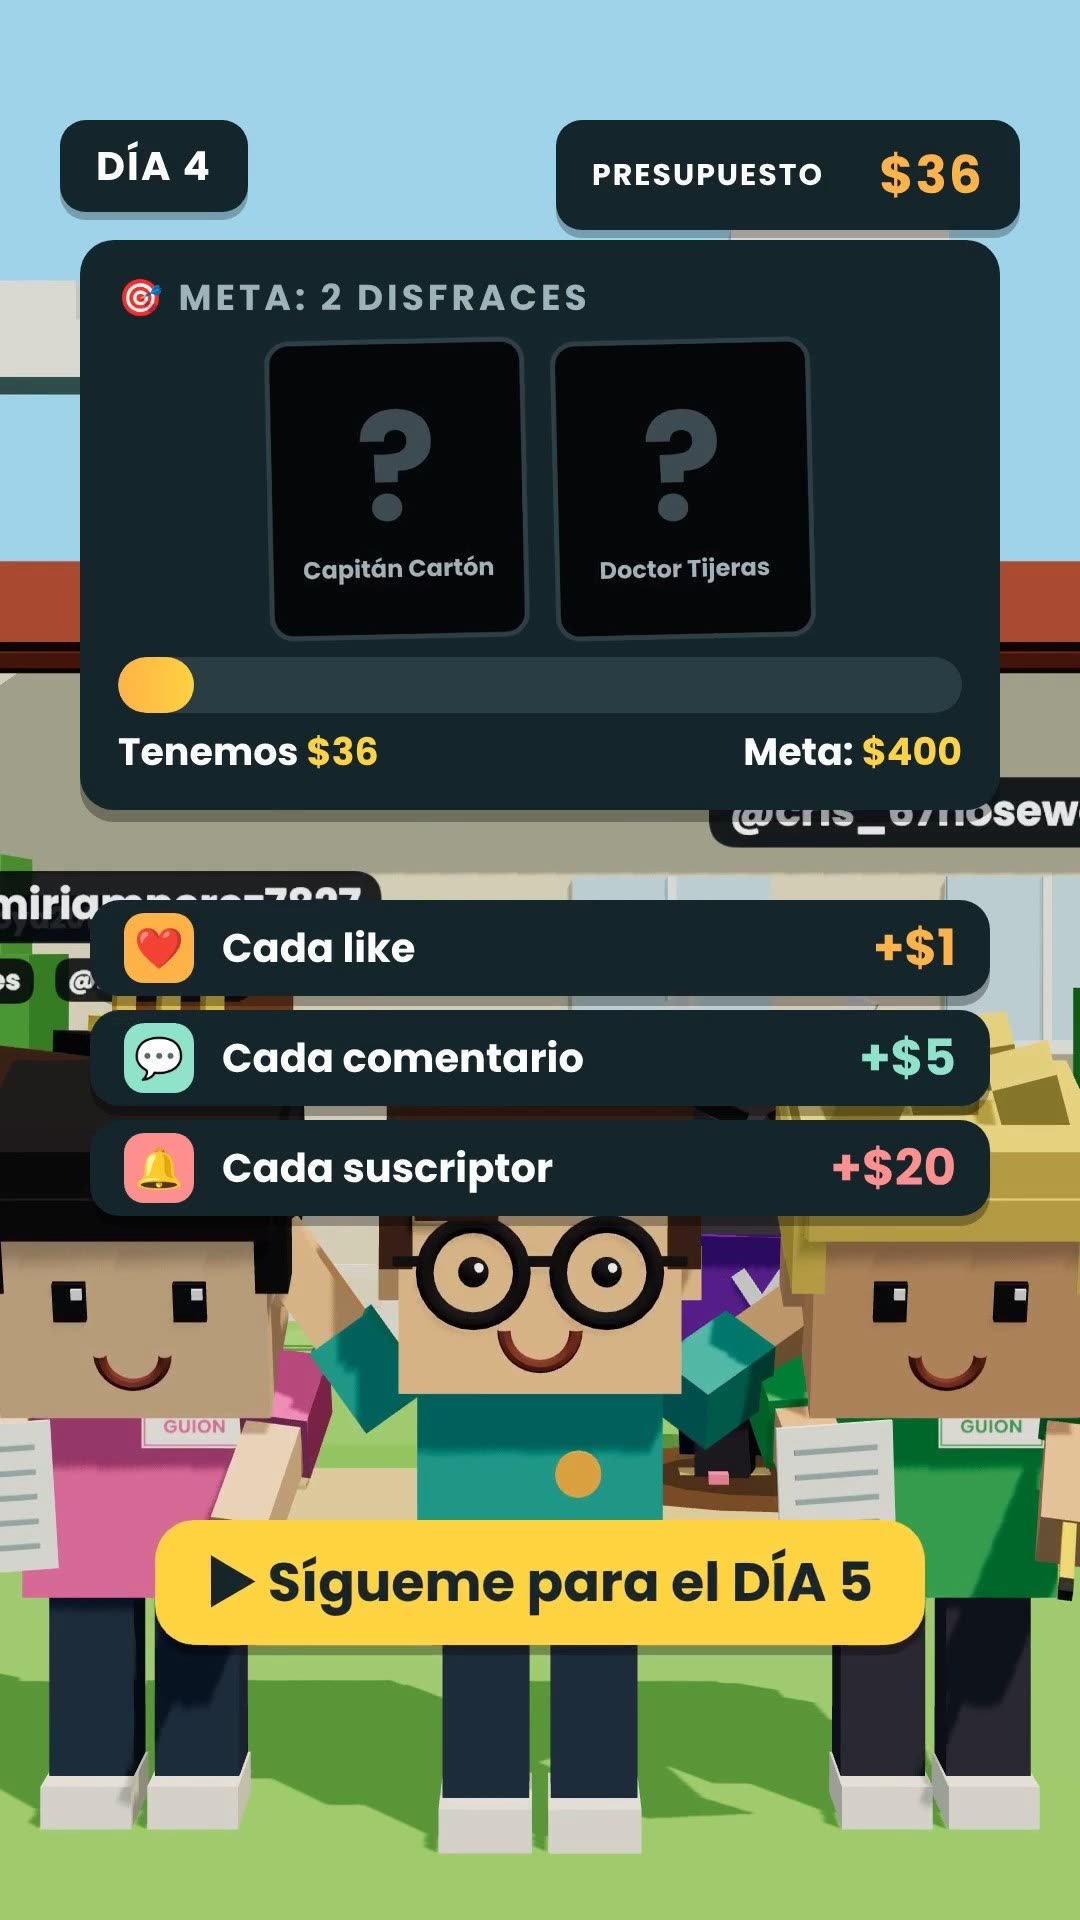 DÍA 4
PRESUPUESTO $36
META: 2 DISFRACES
?
?
Capitán Cartón
Doctor Tijeras
Tenemos $36
Meta: $400
Cada like +$1
Cada comentario +$5
Cada suscriptor +$20
GUION
GUION
Sígueme para el DÍA 5